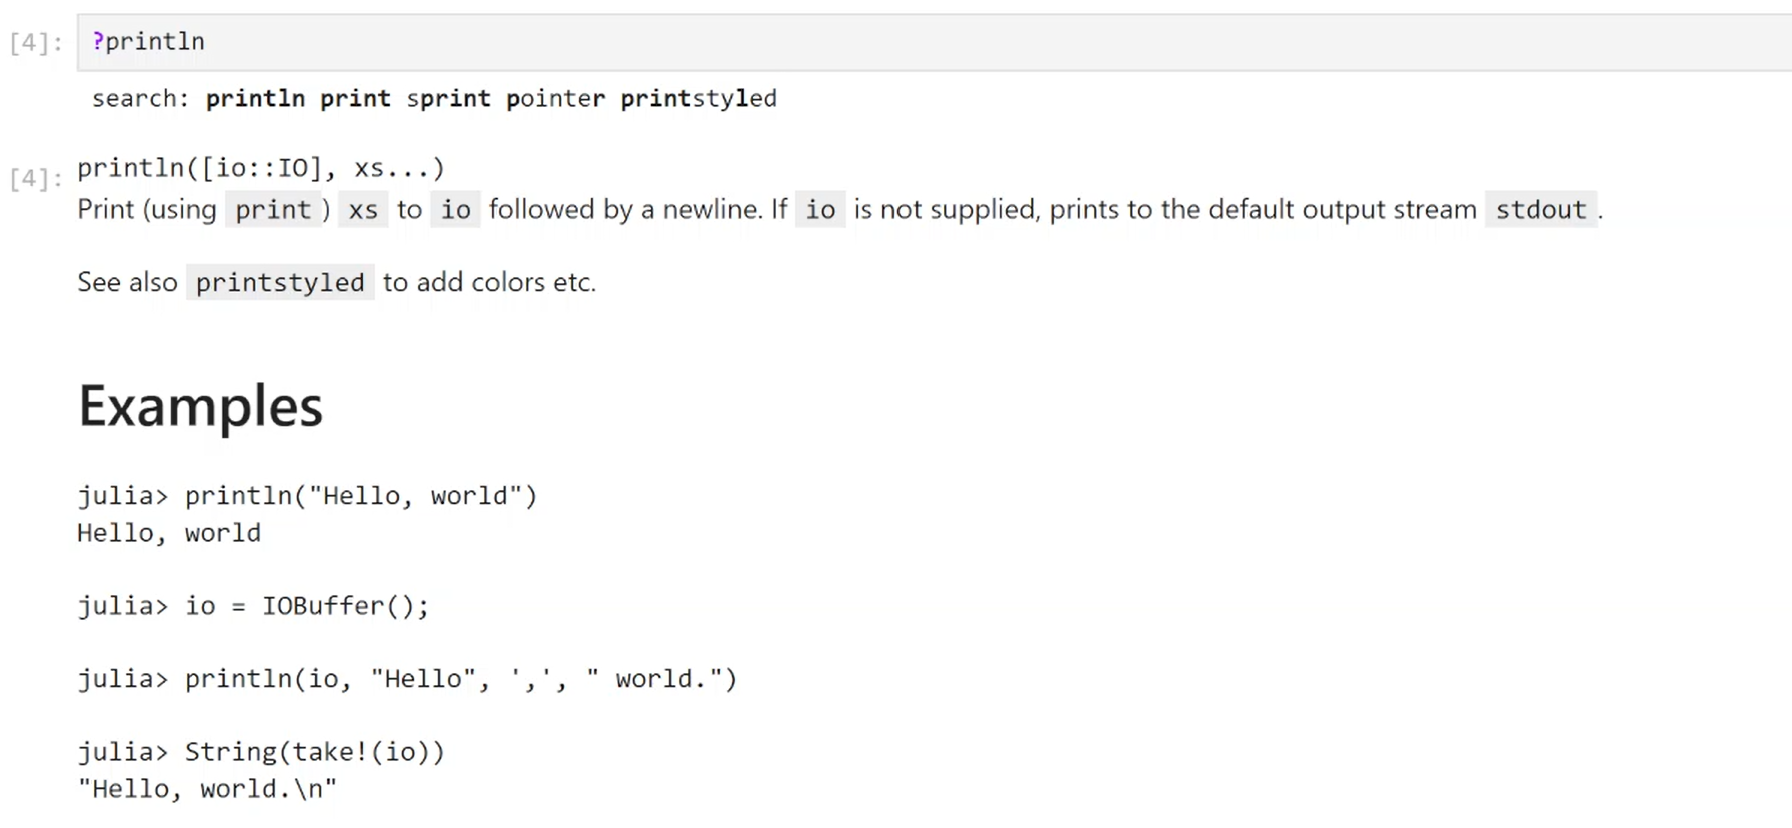 [4]: ?println
search: println print sprint pointer printstyled
[4]: println([io::IO], xs...)
Print (using print ) xs to io followed by a newline. If io is not supplied, prints to the default output stream stdout .
See also printstyled to add colors etc.
Examples
julia> println("Hello, world")
Hello, world
julia> io = IOBuffer();
julia> println(io, "Hello", ',', " world.")
julia> String(take!(io))
"Hello, world.\n"